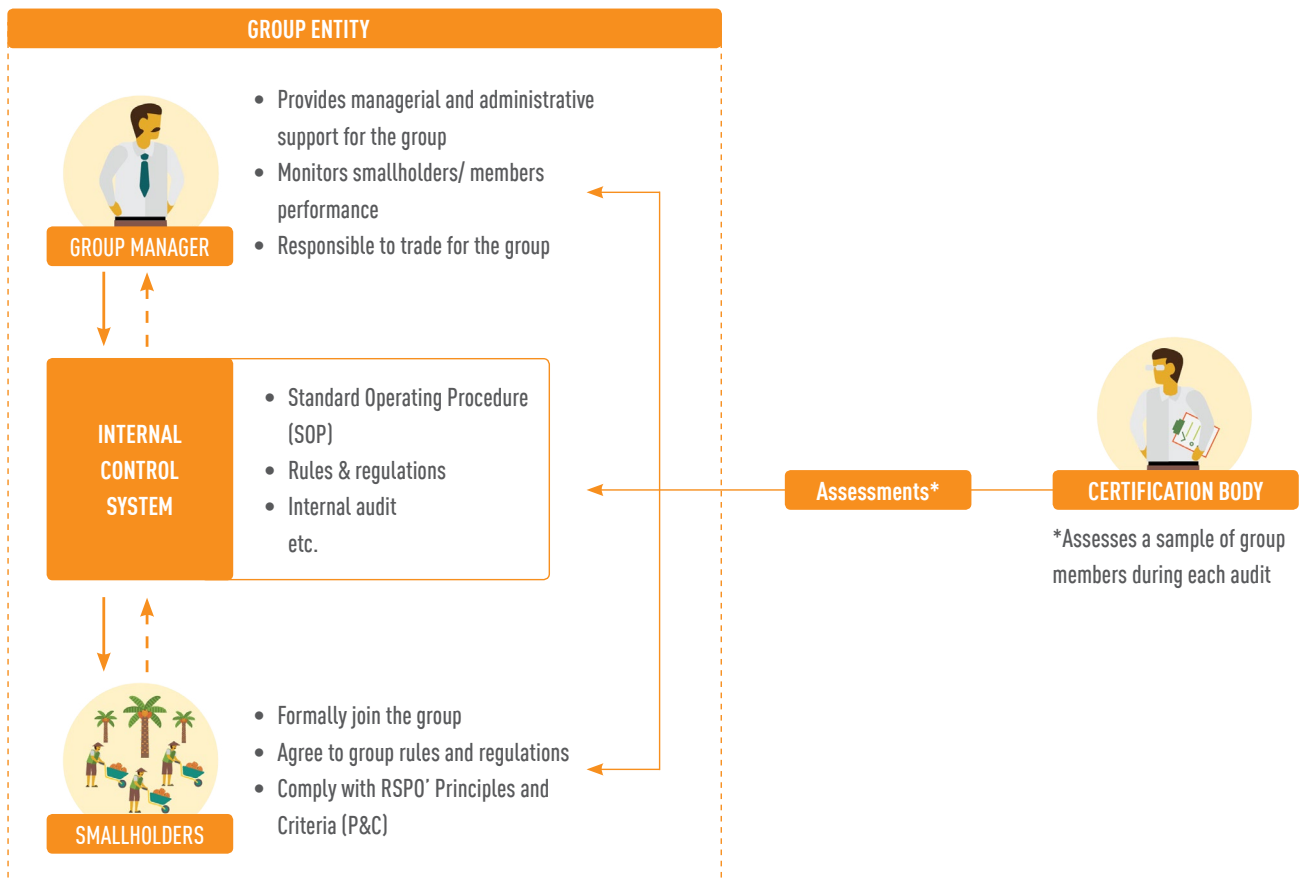 GROUP ENTITY
• Provides managerial and administrative
support for the group
• Monitors smallholders/ members
performance
• Responsible to trade for the group
GROUP MANAGER
INTERNAL
CONTROL
SYSTEM
• Standard Operating Procedure
(SOP)
• Rules & regulations
• Internal audit
etc.
Assessments*
CERTIFICATION BODY
*Assesses a sample of group
members during each audit
• Formally join the group
• Agree to group rules and regulations
• Comply with RSPO' Principles and
Criteria (P&C)
SMALLHOLDERS